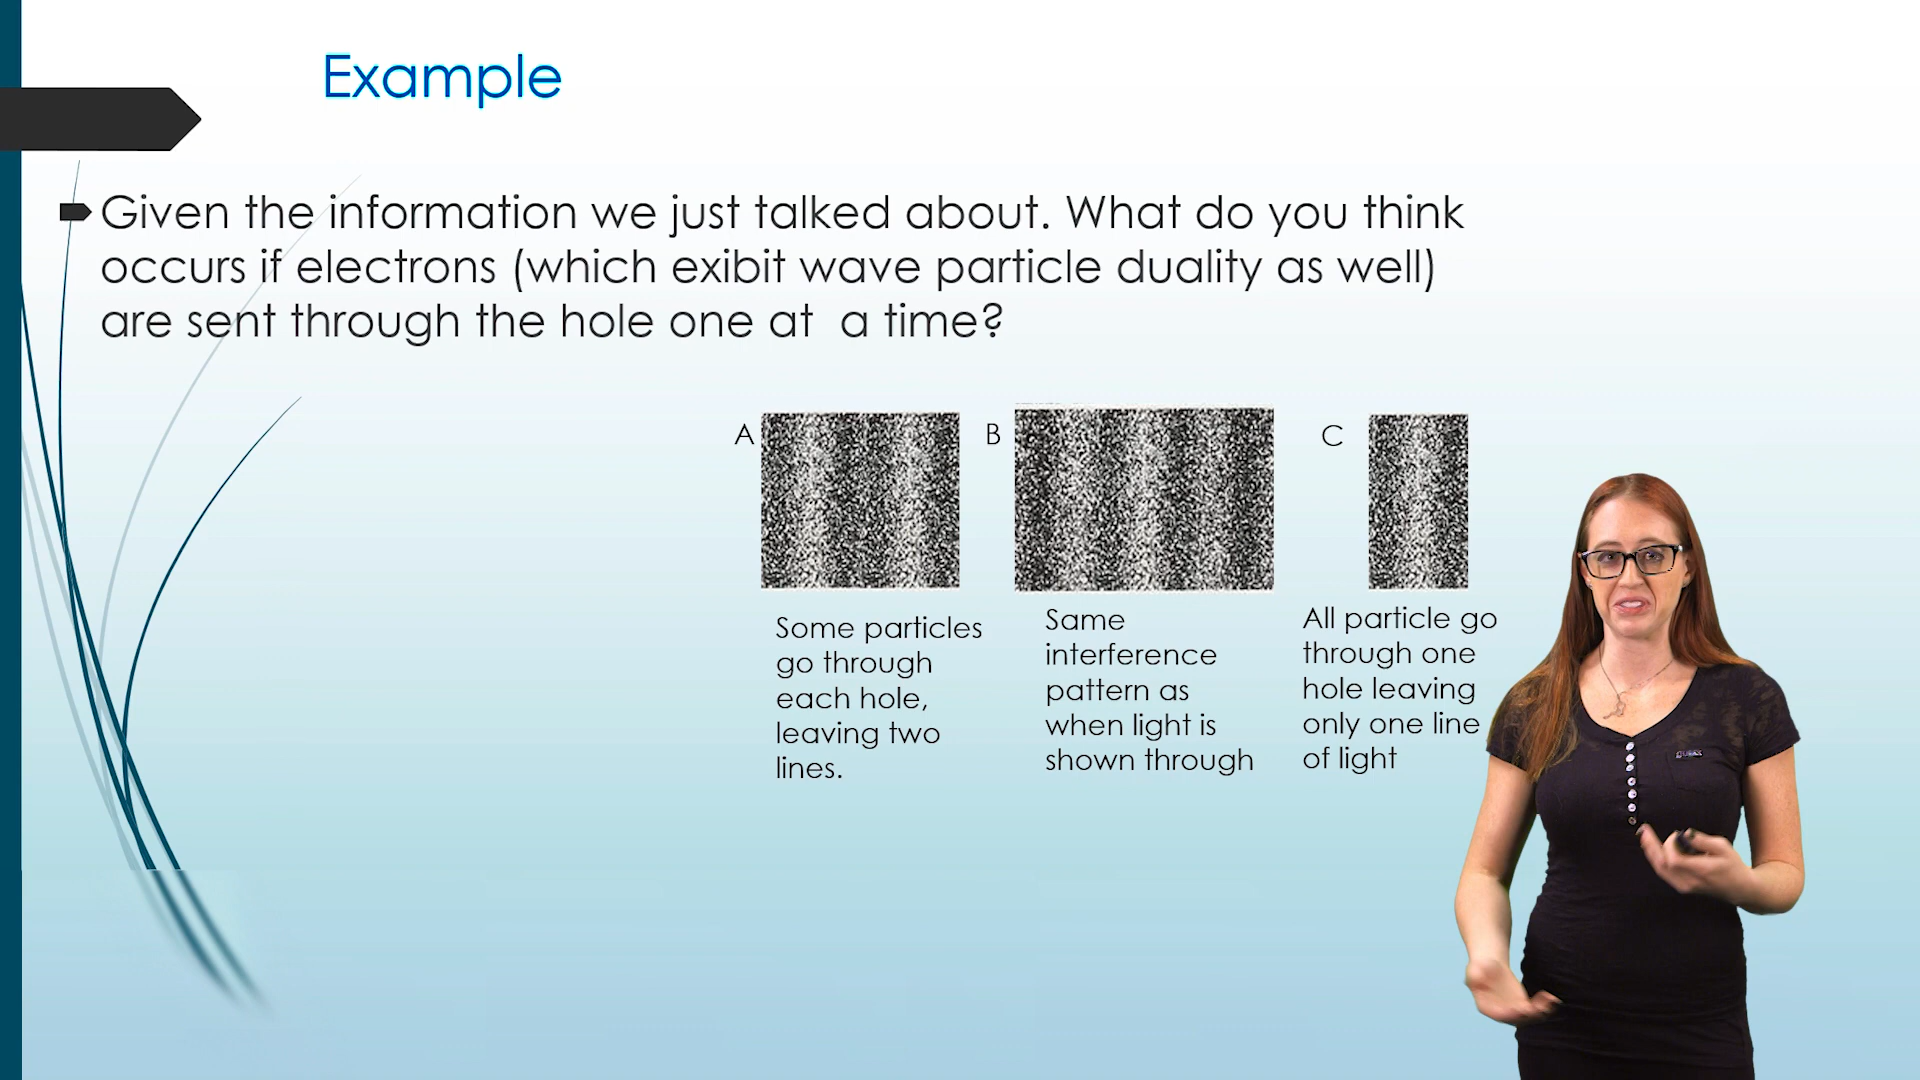 Example
Given the information we just talked about. What do you think
occurs if electrons (which exibit wave particle duality as well)
are sent through the hole one at  a time?
A
B
C
Some particles
go through
each hole,
leaving two
lines.
Same
interference
pattern as
when light is
shown through
All particle go
through one
hole leaving
only one line
of light